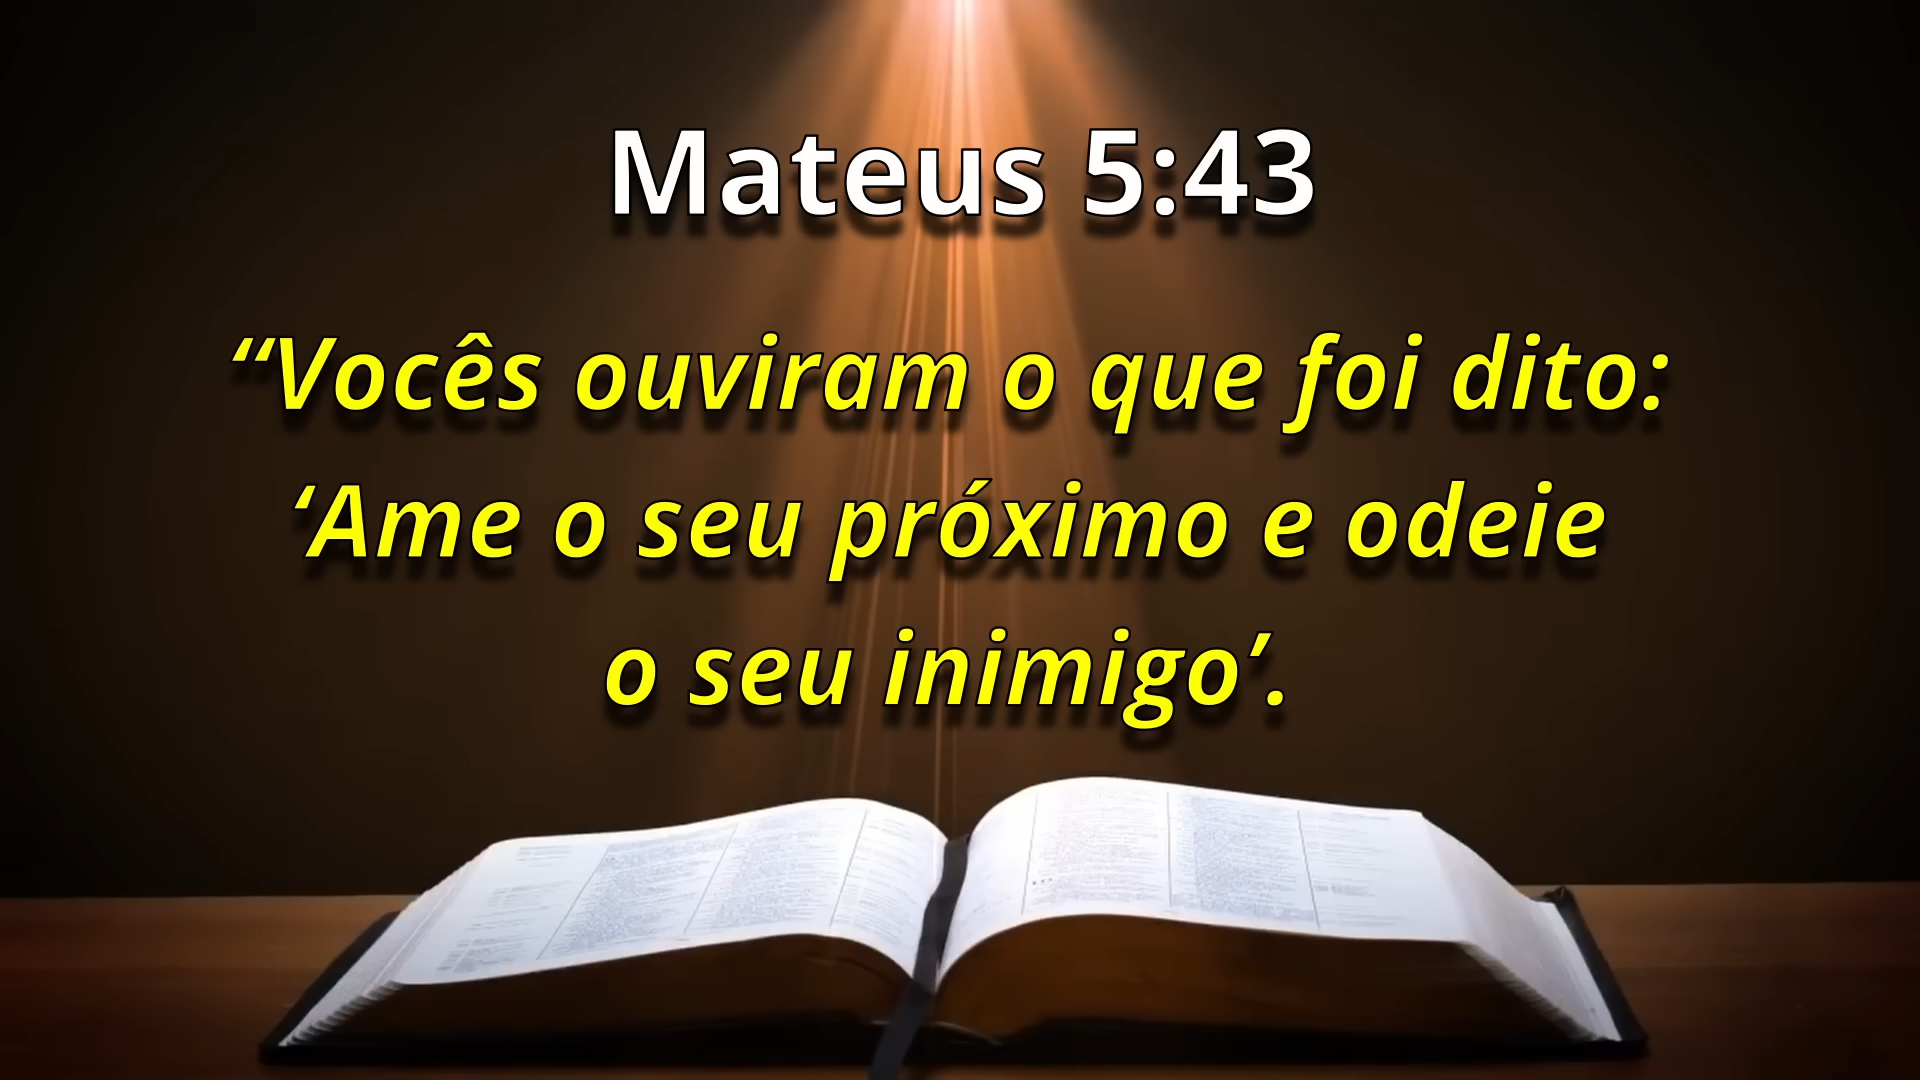 Mateus 5:43
“Vocês ouviram o que foi dito:
‘Ame o seu próximo e odeie
o seu inimigo’.